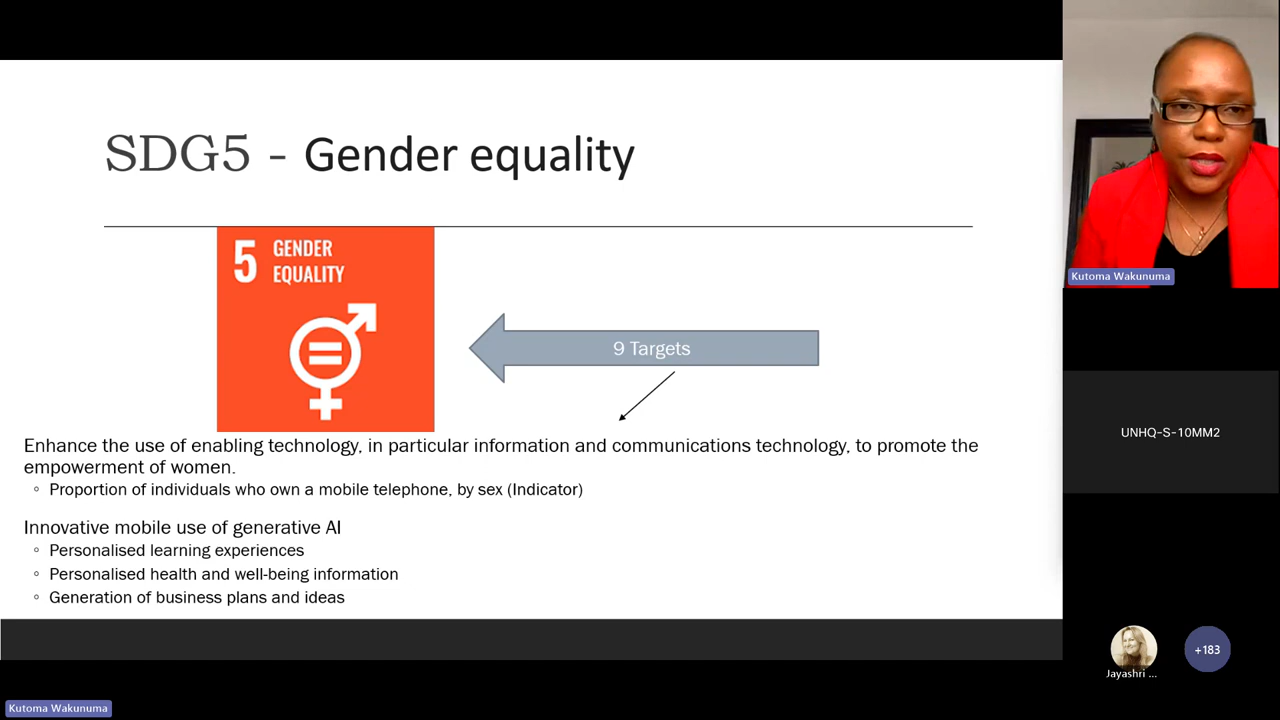 SDG5 - Gender equality
5 GENDER
EQUALITY
9 Targets
Enhance the use of enabling technology, in particular information and communications technology, to promote the
empowerment of women.
◦ Proportion of individuals who own a mobile telephone, by sex (Indicator)
Innovative mobile use of generative AI
◦ Personalised learning experiences
◦ Personalised health and well-being information
◦ Generation of business plans and ideas
Kutoma Wakunuma
UNHQ-S-10MM2
Jayashri ...
+183
Kutoma Wakunuma